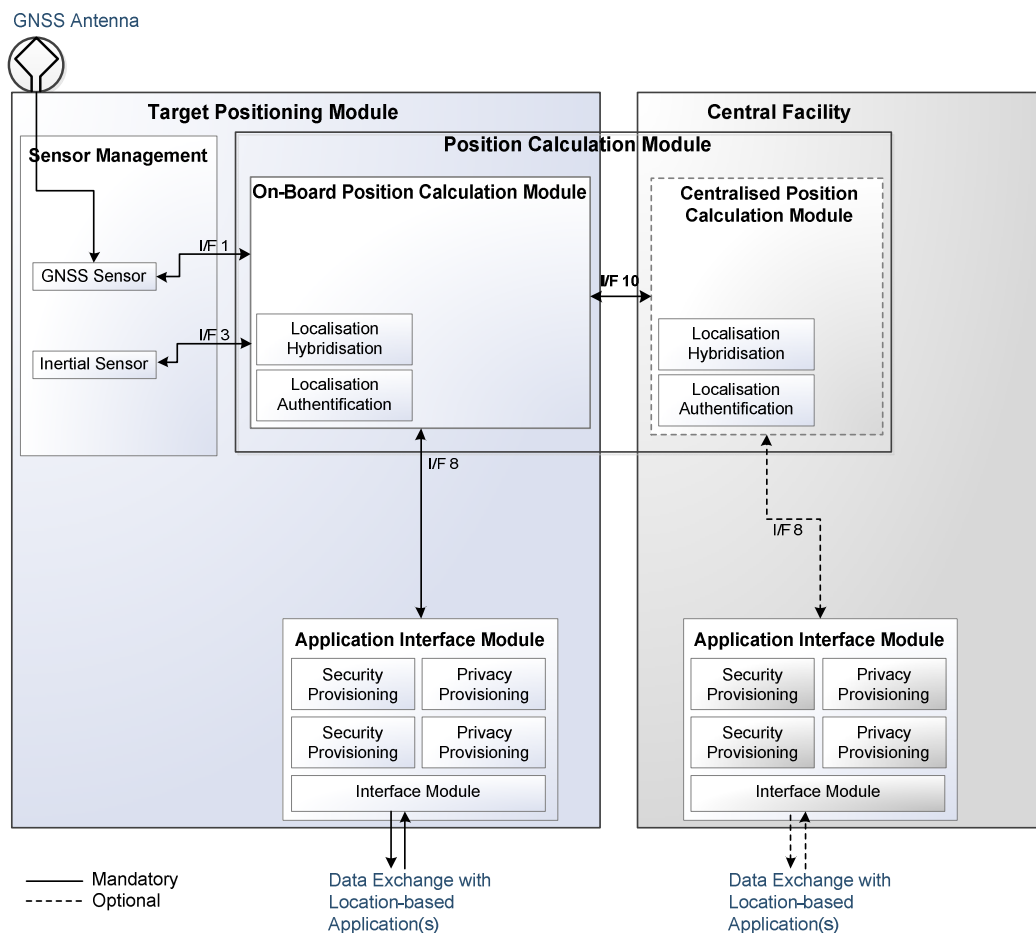 GNSS Antenna
Target Positioning Module
Central Facility
Position Calculation Module
Sensor Management
On-Board Position Calculation Module
Centralised Position
Calculation Module
I/F 1
GNSS Sensor
I/F 10
I/F 3
Inertial Sensor
Localisation
Hybridisation
Localisation
Authentification
Localisation
Hybridisation
Localisation
Authentification
I/F 8
I/F 8
Application Interface Module
Security
Provisioning
Privacy
Provisioning
Security
Provisioning
Privacy
Provisioning
Interface Module
Application Interface Module
Security
Provisioning
Privacy
Provisioning
Security
Provisioning
Privacy
Provisioning
Interface Module
Mandatory
Optional
Data Exchange with
Location-based
Application(s)
Data Exchange with
Location-based
Application(s)